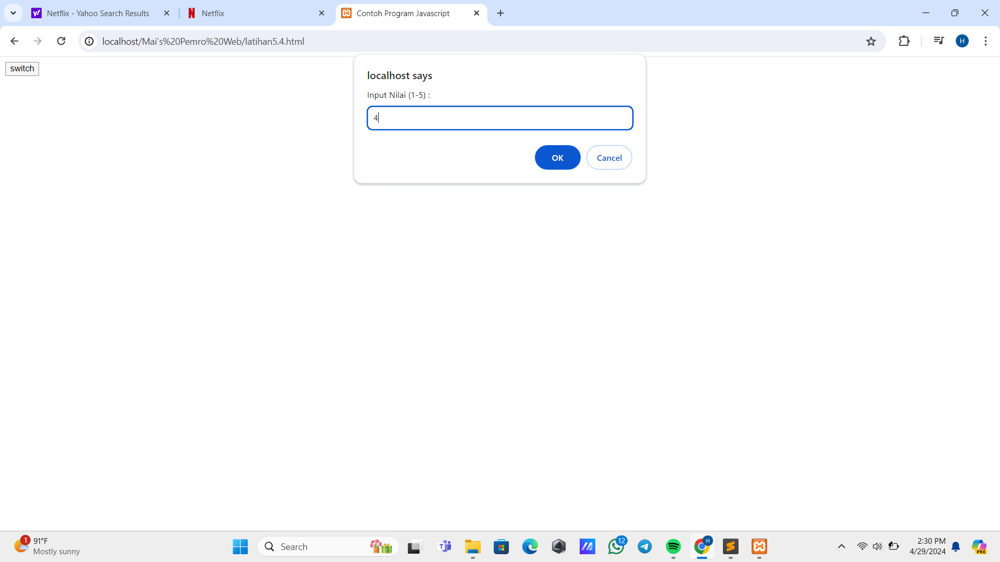 Netflix - Yahoo Search Results
Netflix
Contoh Program Javascript
localhost/Mai's%20Pemro%20Web/latihan5.4.html
H
switch
localhost says
Input Nilai (1-5) :
4
OK
Cancel
1
91°F
Mostly sunny
Search
12
H
2:30 PM
4/29/2024
PRE